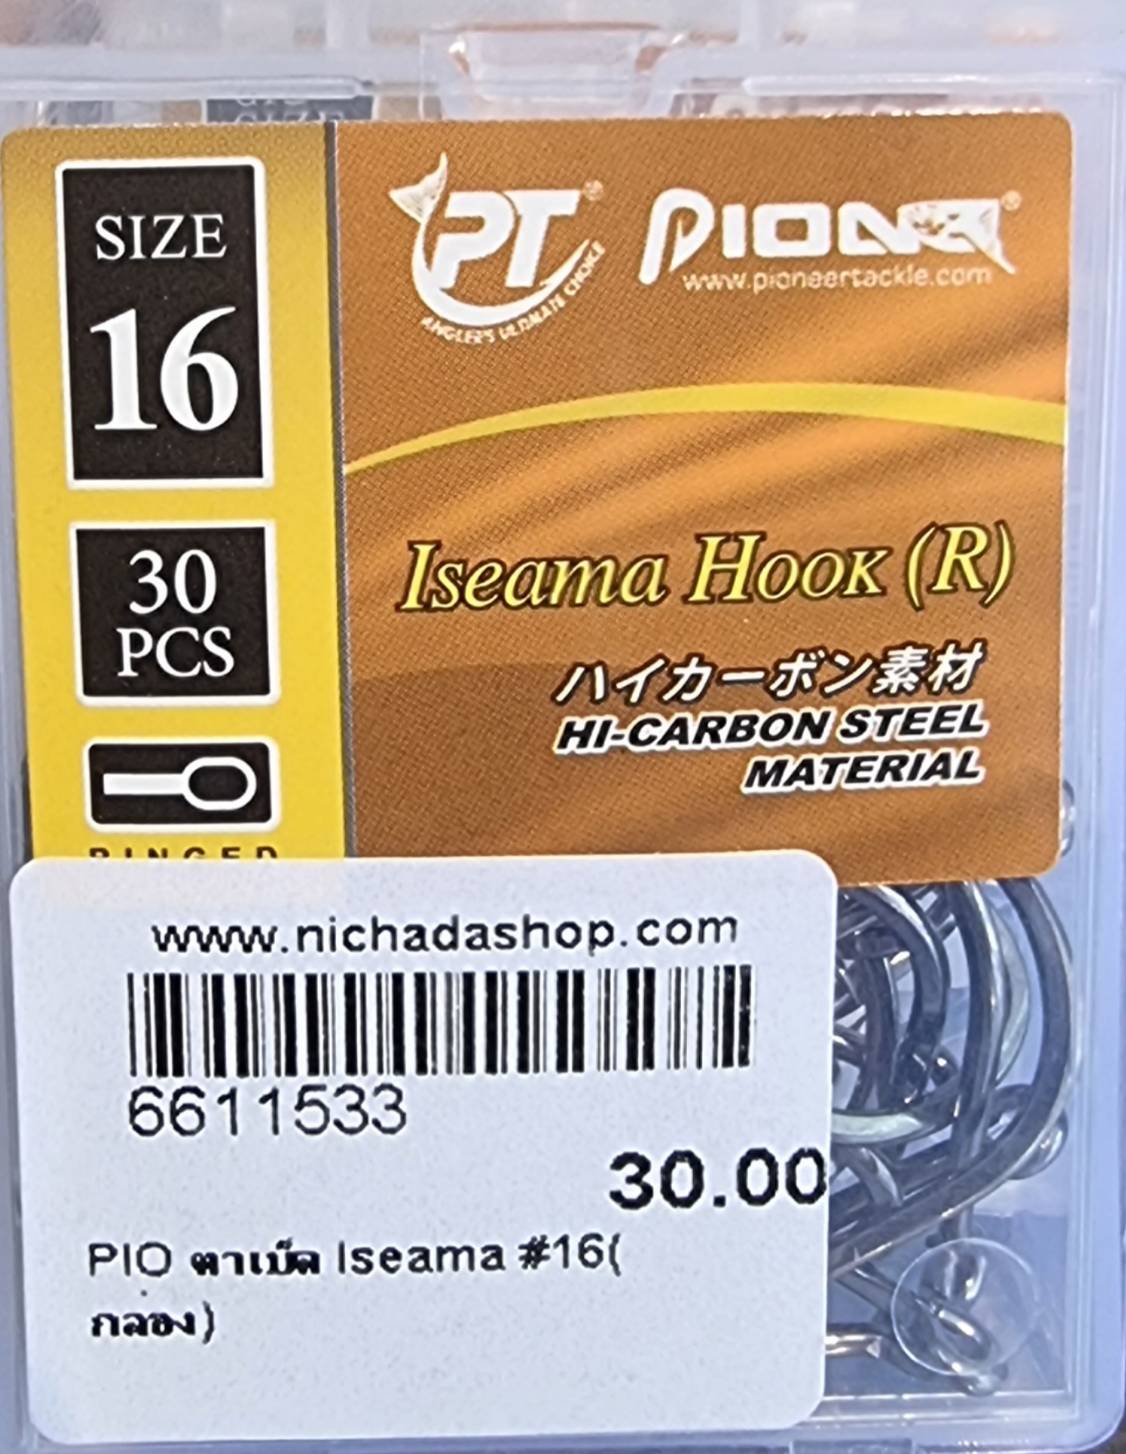 SIZE
16
30
PCS
RINGED
PT
ANGLER'S ULTIMATE CHOICE
PIONEER
www.pioneertackle.com
Iseama Hook (R)
ハイカーボン素材
HI-CARBON STEEL
MATERIAL
www.nichadashop.com
6611533
30.00
PIO ตาเบ็ด Iseama #16(
กล่อง)